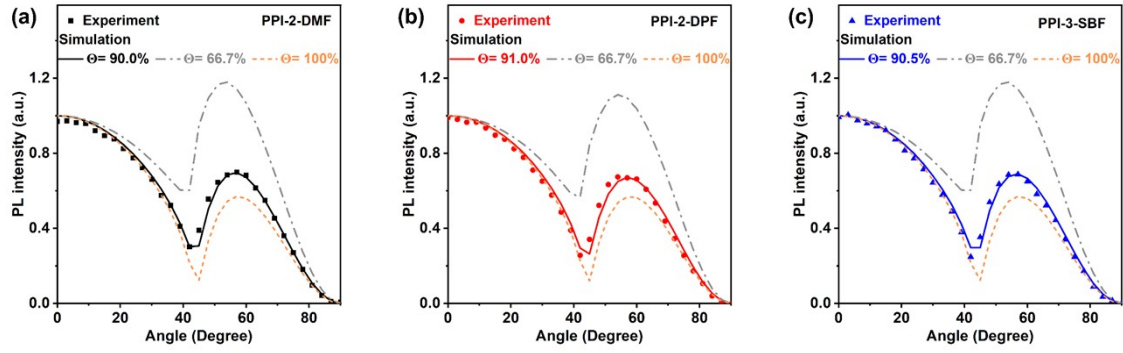 (a)
Experiment PPI-2-DMF
Simulation
Θ= 90.0% Θ= 66.7% Θ= 100%
1.2
0.8
0.4
0.0
0 20 40 60 80
PL intensity (a.u.)
Angle (Degree)
(b)
Experiment PPI-2-DPF
Simulation
Θ= 91.0% Θ= 66.7% Θ= 100%
1.2
0.8
0.4
0.0
0 20 40 60 80
PL intensity (a.u.)
Angle (Degree)
(c)
Experiment PPI-3-SBF
Simulation
Θ= 90.5% Θ= 66.7% Θ= 100%
1.2
0.8
0.4
0.0
0 20 40 60 80
PL intensity (a.u.)
Angle (Degree)